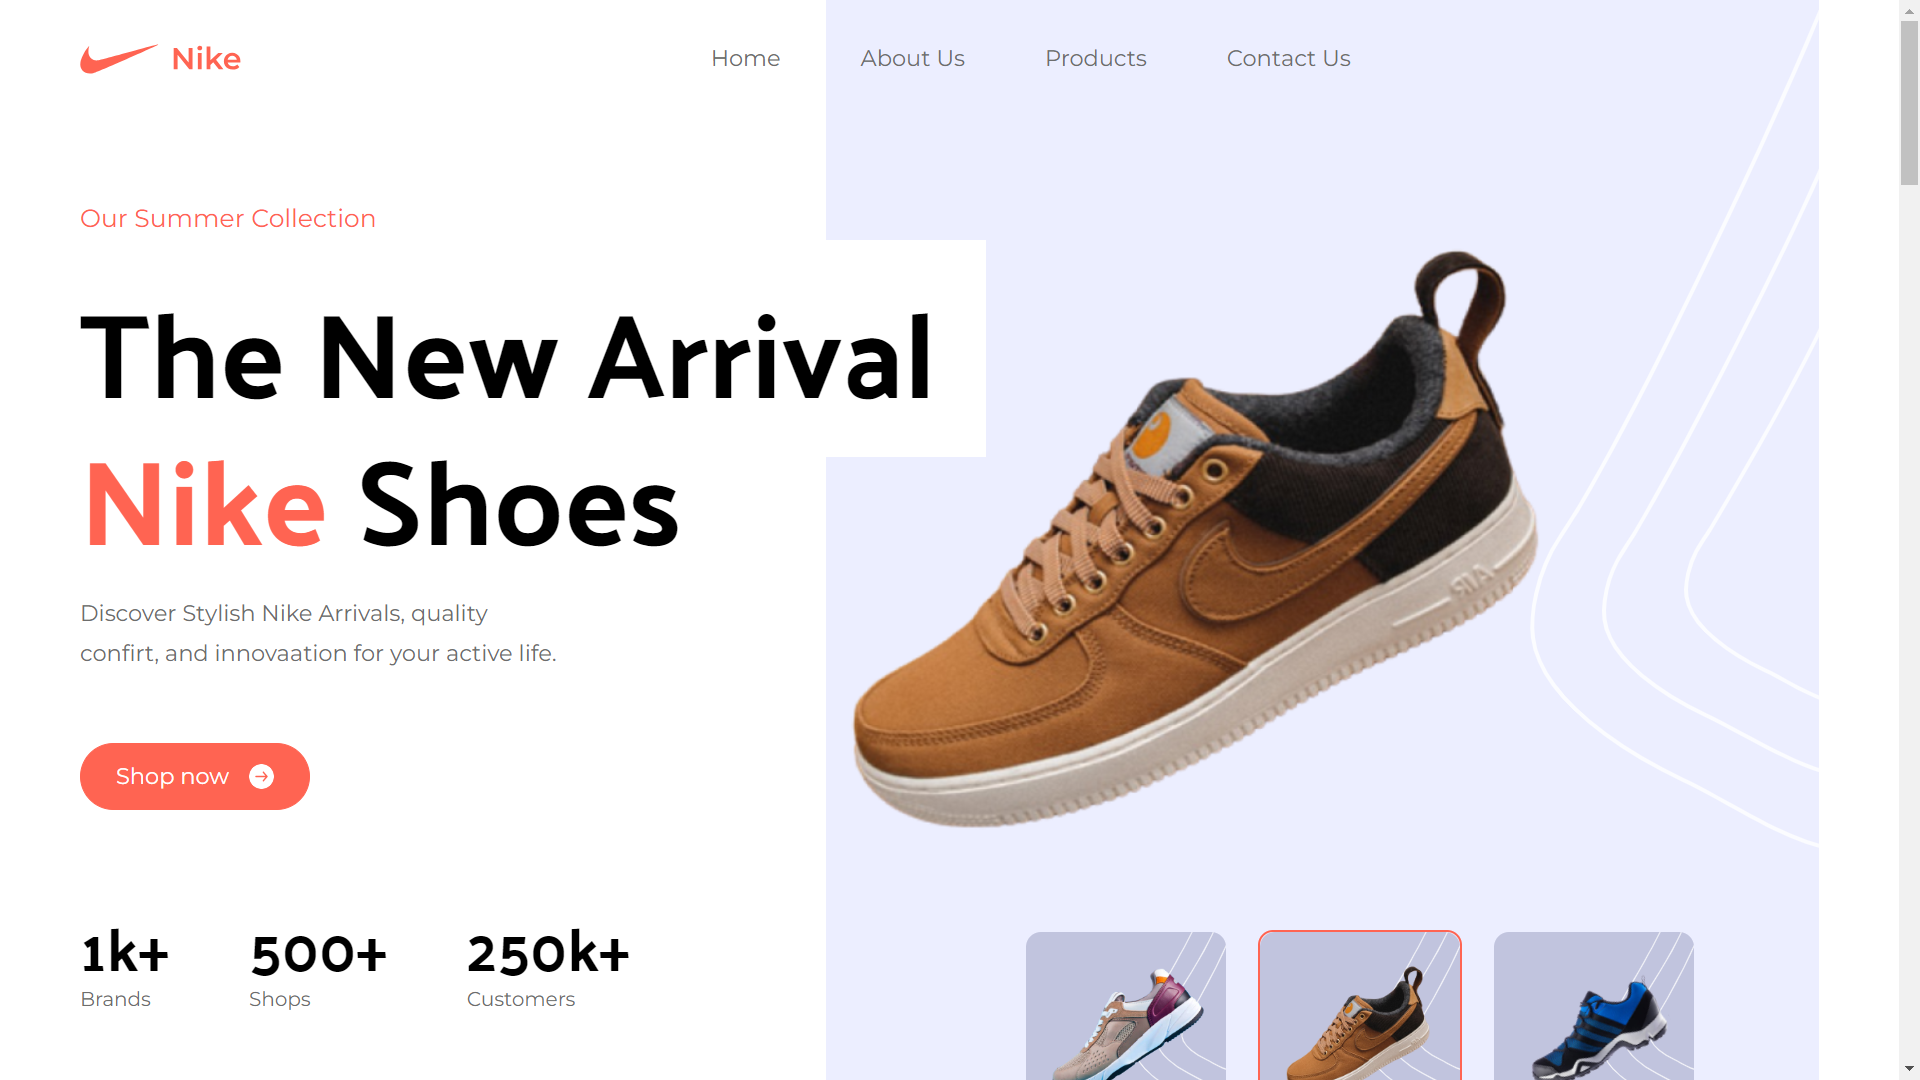 Nike
Home
About Us
Products
Contact Us
Our Summer Collection
The New Arrival
Nike Shoes
Discover Stylish Nike Arrivals, quality
confirt, and innovaation for your active life.
Shop now
1k+
Brands
500+
Shops
250k+
Customers
AIR